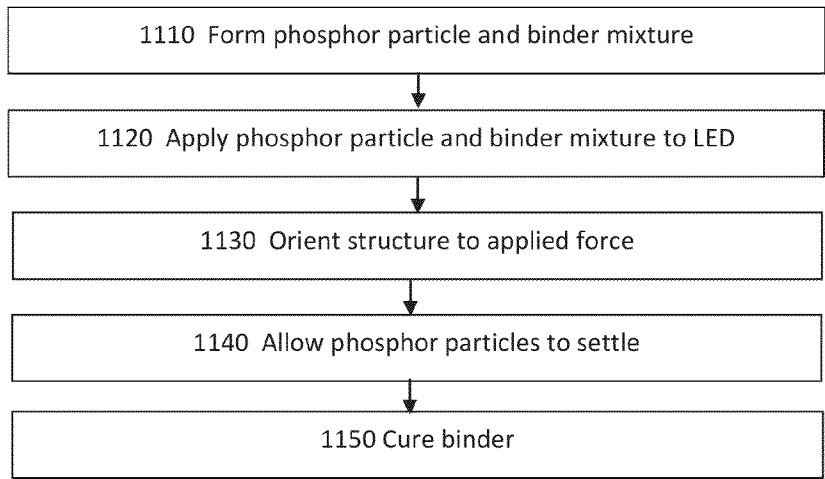 1110 Form phosphor particle and binder mixture
1120 Apply phosphor particle and binder mixture to LED
1130 Orient structure to applied force
1140 Allow phosphor particles to settle
1150 Cure binder